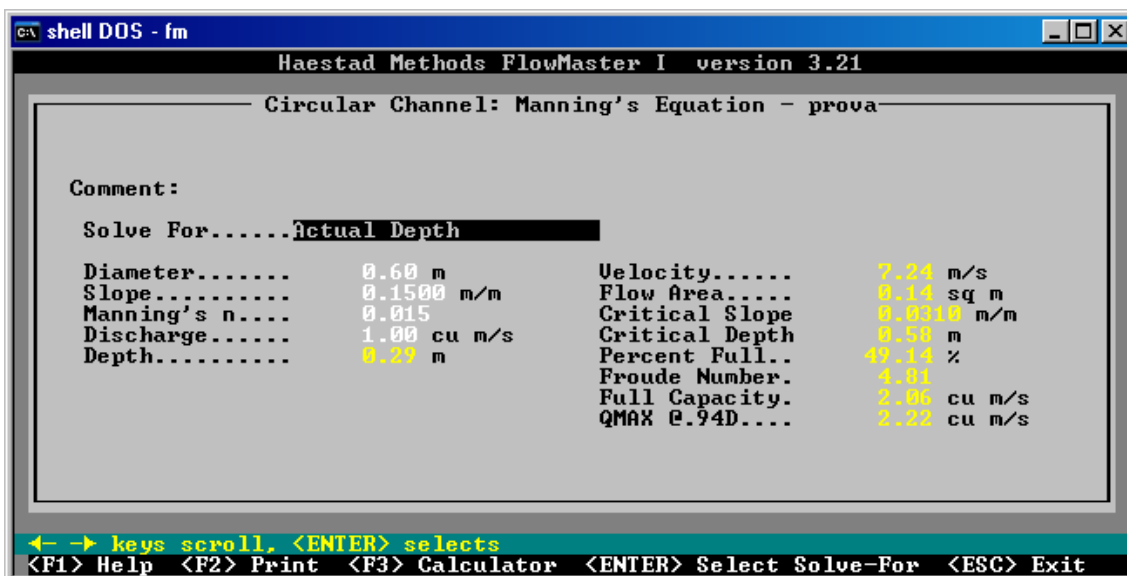 shell DOS - fm
Haestad Methods FlowMaster I version 3.21
Circular Channel: Manning's Equation - prova
Comment:
Solve For......Actual Depth
Diameter....... 0.60 m
Slope.......... 0.1500 m/m
Manning's n.... 0.015
Discharge...... 1.00 cu m/s
Depth.......... 0.29 m
Velocity...... 7.24 m/s
Flow Area..... 0.14 sq m
Critical Slope 0.0310 m/m
Critical Depth 0.58 m
Percent Full.. 49.14 %
Froude Number. 4.81
Full Capacity. 2.06 cu m/s
QMAX @.94D.... 2.22 cu m/s
◄─ ─► keys scroll, <ENTER> selects
<F1> Help <F2> Print <F3> Calculator <ENTER> Select Solve-For <ESC> Exit